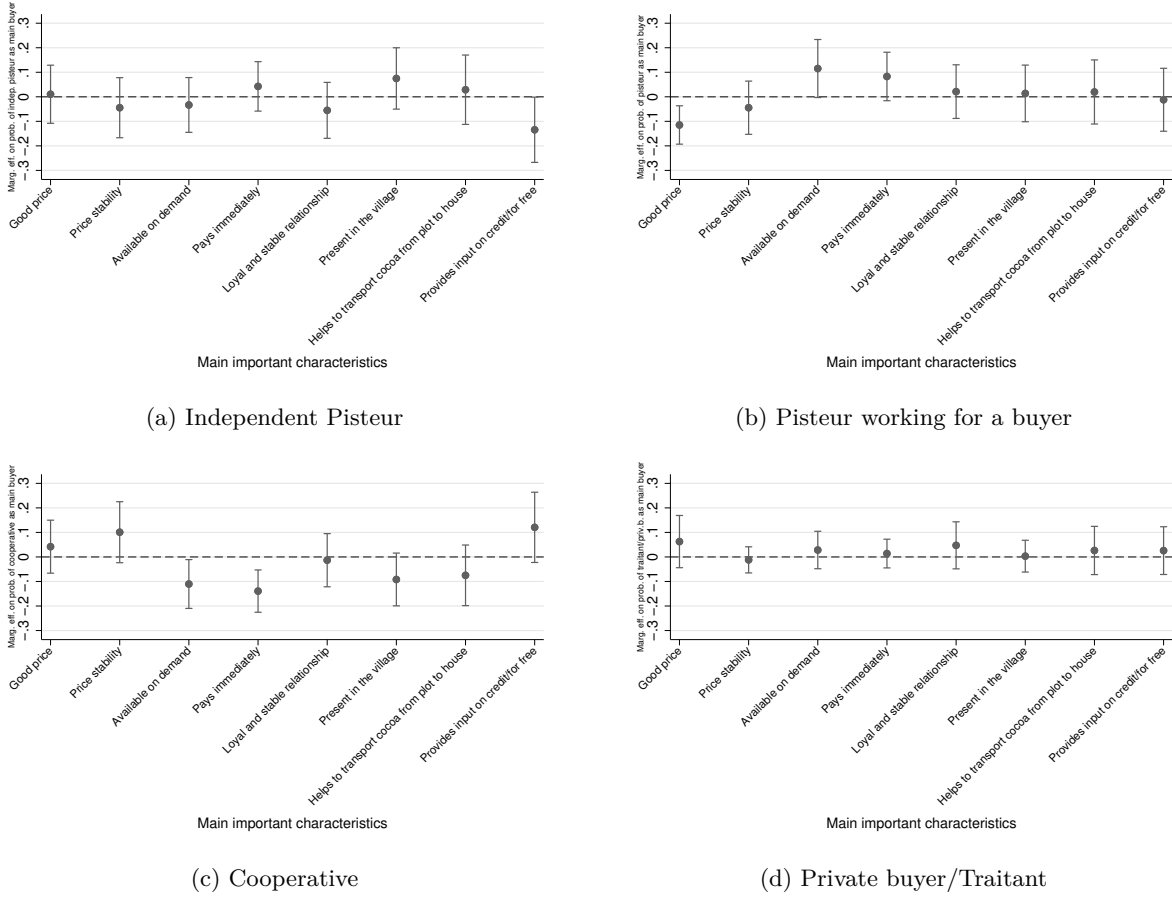 Marg. eff. on prob. of indep. pisteur as main buyer
.3
.2
.1
0
−.1
−.2
−.3
Good price
Price stability
Available on demand
Pays immediately
Loyal and stable relationship
Present in the village
Helps to transport cocoa from plot to house
Provides input on credit/for free
Main important characteristics
(a) Independent Pisteur
Marg. eff. on prob. of pisteur as main buyer
.3
.2
.1
0
−.1
−.2
−.3
Good price
Price stability
Available on demand
Pays immediately
Loyal and stable relationship
Present in the village
Helps to transport cocoa from plot to house
Provides input on credit/for free
Main important characteristics
(b) Pisteur working for a buyer
Marg. eff. on prob. of cooperative as main buyer
.3
.2
.1
0
−.1
−.2
−.3
Good price
Price stability
Available on demand
Pays immediately
Loyal and stable relationship
Present in the village
Helps to transport cocoa from plot to house
Provides input on credit/for free
Main important characteristics
(c) Cooperative
Marg. eff. on prob. of traitant/priv.b. as main buyer
.3
.2
.1
0
−.1
−.2
−.3
Good price
Price stability
Available on demand
Pays immediately
Loyal and stable relationship
Present in the village
Helps to transport cocoa from plot to house
Provides input on credit/for free
Main important characteristics
(d) Private buyer/Traitant